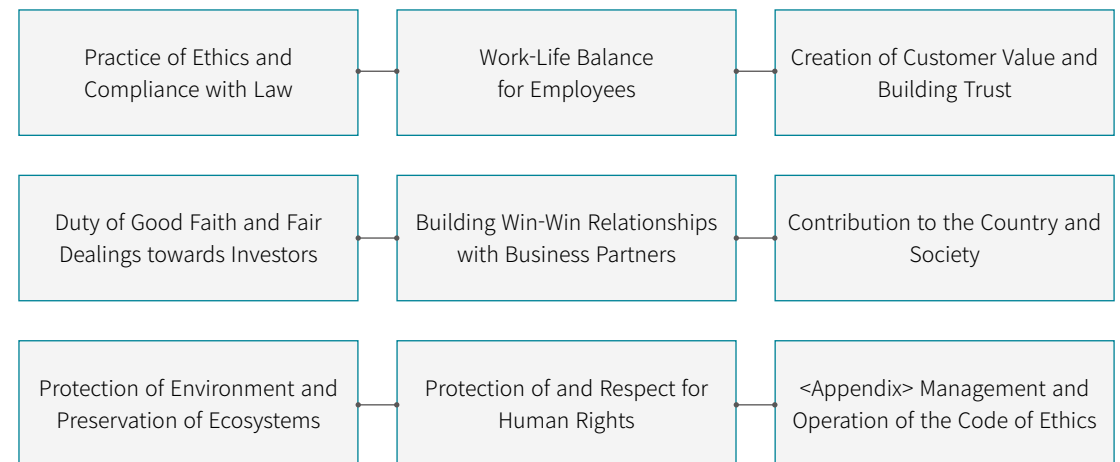 Practice of Ethics and
Compliance with Law
Work-Life Balance
for Employees
Creation of Customer Value and
Building Trust
Duty of Good Faith and Fair
Dealings towards Investors
Building Win-Win Relationships
with Business Partners
Contribution to the Country and
Society
Protection of Environment and
Preservation of Ecosystems
Protection of and Respect for
Human Rights
<Appendix> Management and
Operation of the Code of Ethics